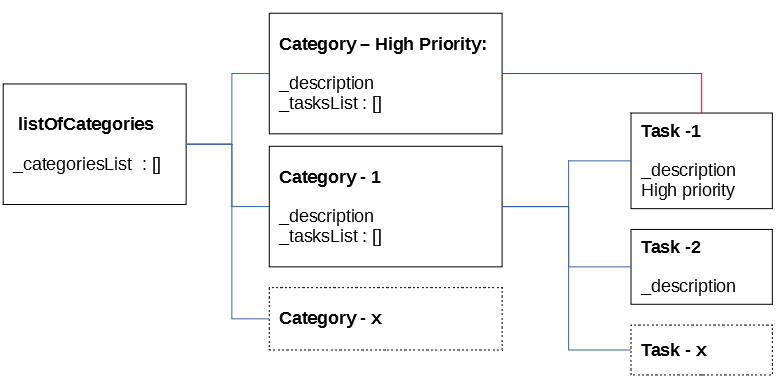 listOfCategories
_categoriesList  : []
Category – High Priority:
_description
_tasksList : []
Category - 1
_description
_tasksList : []
Category - x
Task -1
_description
High priority
Task -2
_description
Task - x